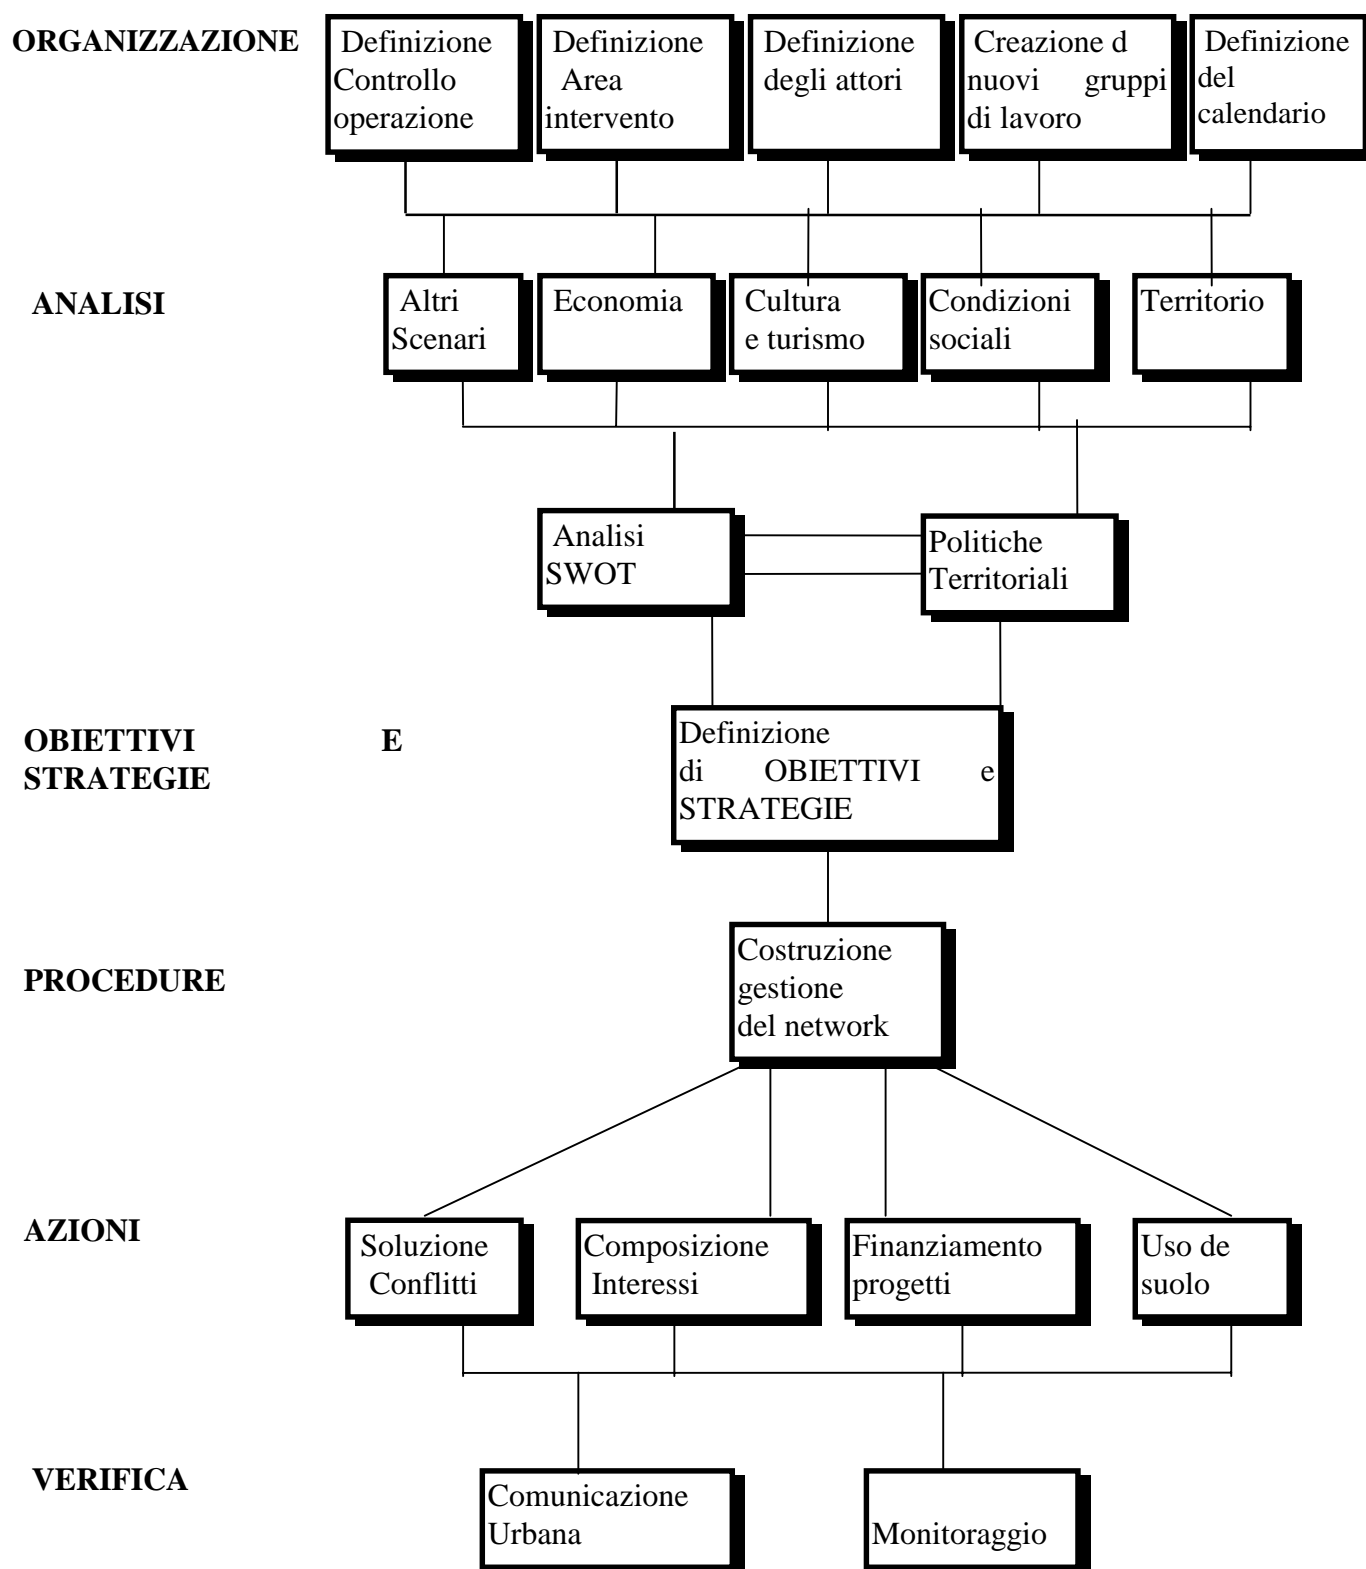 ORGANIZZAZIONE
Definizione
Controllo
operazione
Definizione
Area
intervento
Definizione
degli attori
Creazione d
nuovi gruppi
di lavoro
Definizione
del
calendario
ANALISI
Altri
Scenari
Economia
Cultura
e turismo
Condizioni
sociali
Territorio
Analisi
SWOT
Politiche
Territoriali
OBIETTIVI E
STRATEGIE
Definizione
di OBIETTIVI e
STRATEGIE
PROCEDURE
Costruzione
gestione
del network
AZIONI
Soluzione
Conflitti
Composizione
Interessi
Finanziamento
progetti
Uso de
suolo
VERIFICA
Comunicazione
Urbana
Monitoraggio